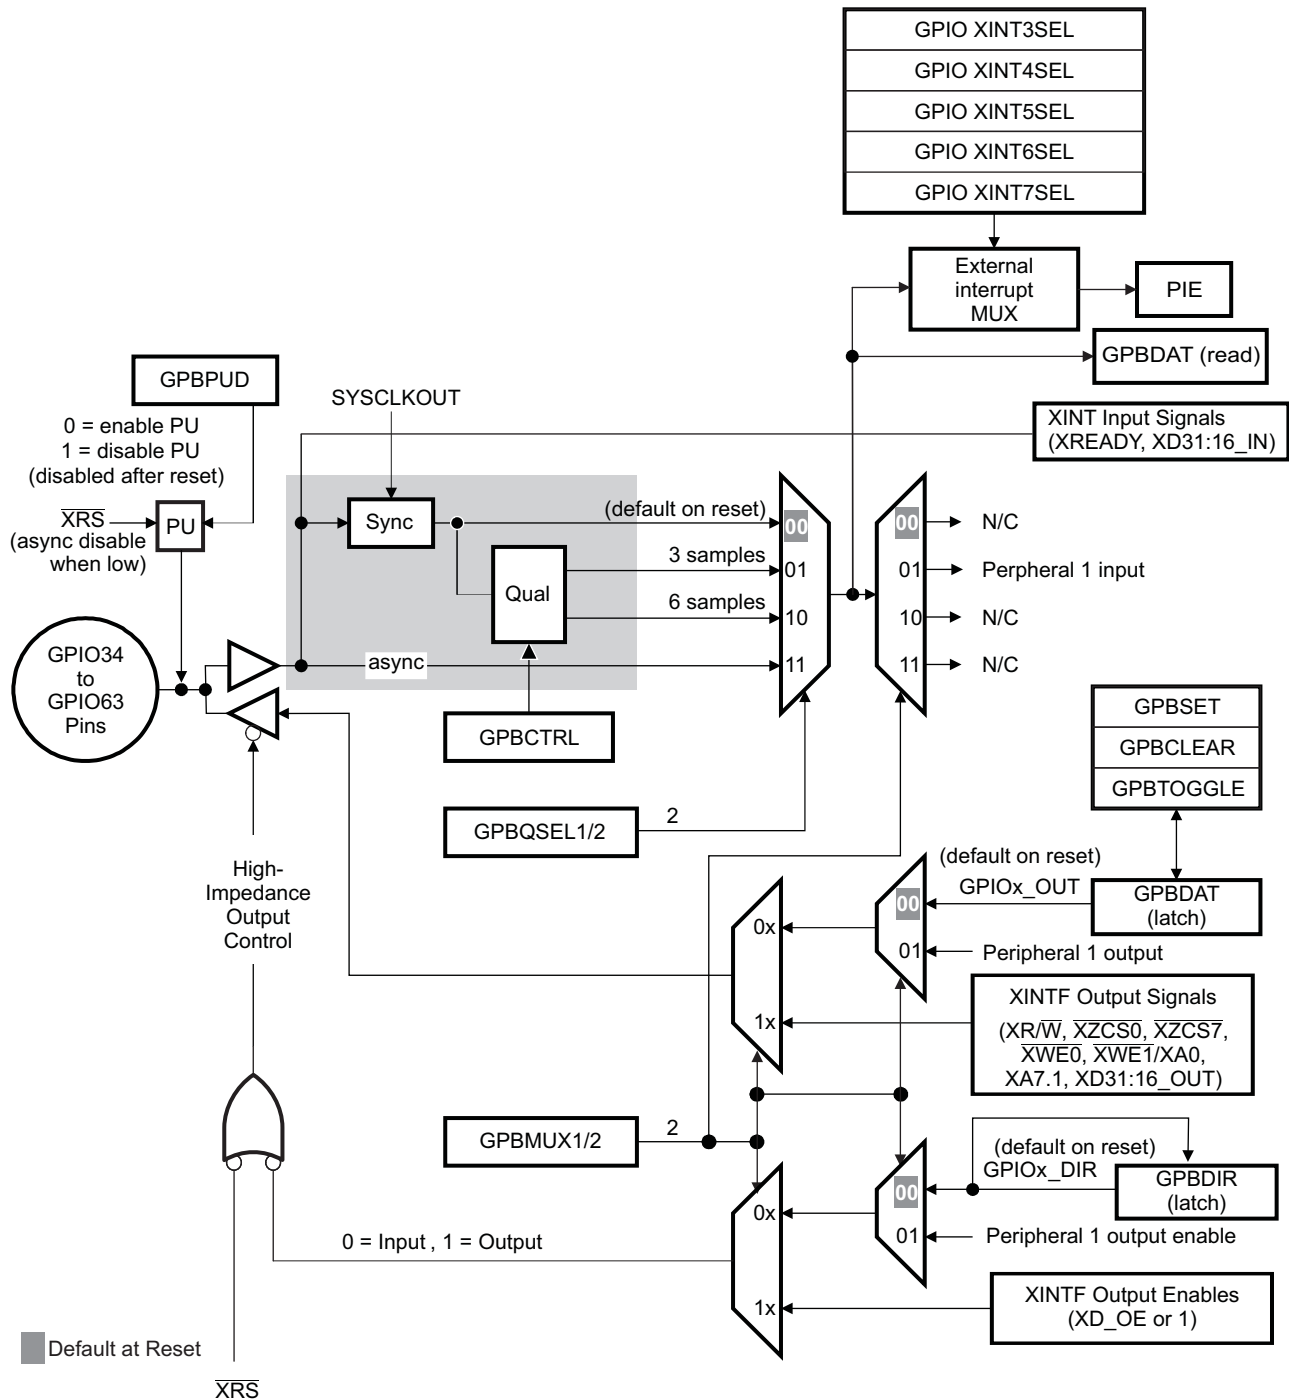 GPIO XINT3SEL
GPIO XINT4SEL
GPIO XINT5SEL
GPIO XINT6SEL
GPIO XINT7SEL
External
interrupt
MUX
PIE
GPBDAT (read)
GPBPUD
SYSCLKOUT
0 = enable PU
1 = disable PU
(disabled after reset)
XINT Input Signals
(XREADY, XD31:16_IN)
XRS
(async disable
when low)
PU
Sync
(default on reset)
00
00
N/C
3 samples
01
01
Perpheral 1 input
Qual
6 samples
10
10
N/C
async
11
11
N/C
GPIO34
to
GPIO63
Pins
GPBCTRL
GPBSET
GPBCLEAR
GPBTOGGLE
GPBQSEL1/2
2
High-
Impedance
Output
Control
(default on reset)
GPIOx_OUT
00
GPBDAT
(latch)
0x
01
Peripheral 1 output
1x
XINTF Output Signals
(XR/W, XZCS0, XZCS7,
XWE0, XWE1/XA0,
XA7.1, XD31:16_OUT)
GPBMUX1/2
2
(default on reset)
GPIOx_DIR
00
GPBDIR
(latch)
0x
01
Peripheral 1 output enable
0 = Input , 1 = Output
1x
XINTF Output Enables
(XD_OE or 1)
Default at Reset
XRS